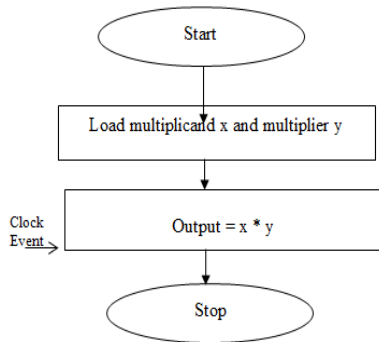 Start
Load multiplicand x and multiplier y
Clock
Event
Output = x * y
Stop